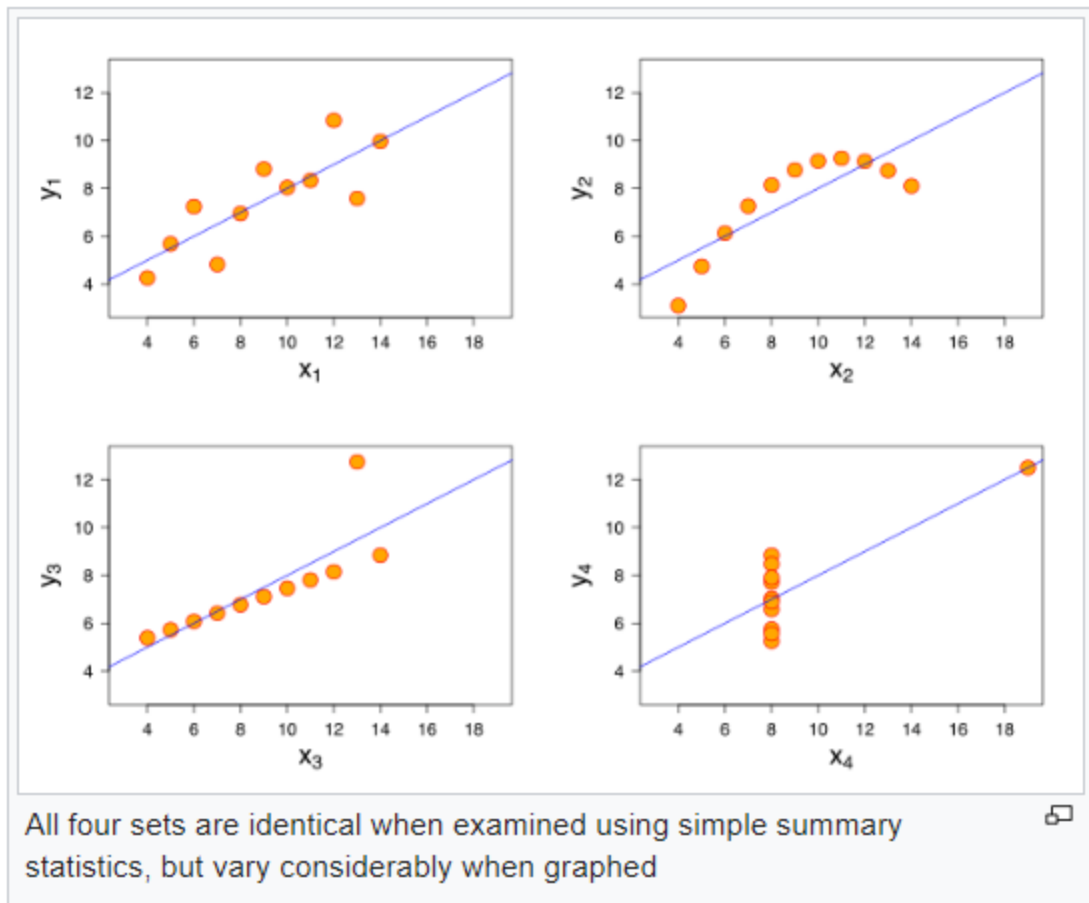 12
10
8
6
4
y1
4 6 8 10 12 14 16 18
x1
12
10
8
6
4
y2
4 6 8 10 12 14 16 18
x2
12
10
8
6
4
y3
4 6 8 10 12 14 16 18
x3
12
10
8
6
4
y4
4 6 8 10 12 14 16 18
x4
All four sets are identical when examined using simple summary
statistics, but vary considerably when graphed